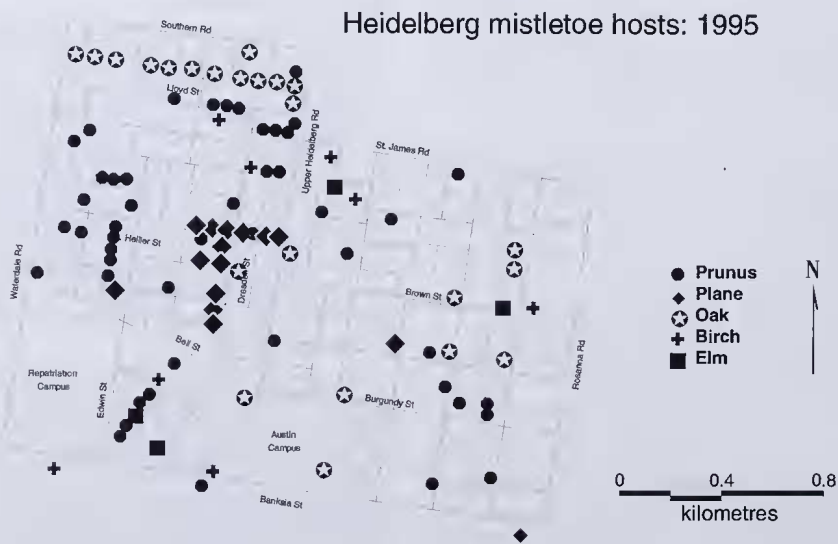 Heidelberg mistletoe hosts: 1995
Southern Rd
Lloyd St
Upper Heidelberg Rd
St. James Rd
Waterdale Rd
Hellier St
Dresden St
Brown St
Rosanna Rd
Bell St
Repatriation
Campus
Edwin St
Burgundy St
Austin
Campus
Banksia St
Prunus
Plane
Oak
Birch
Elm
N
0 0.4 0.8
kilometres